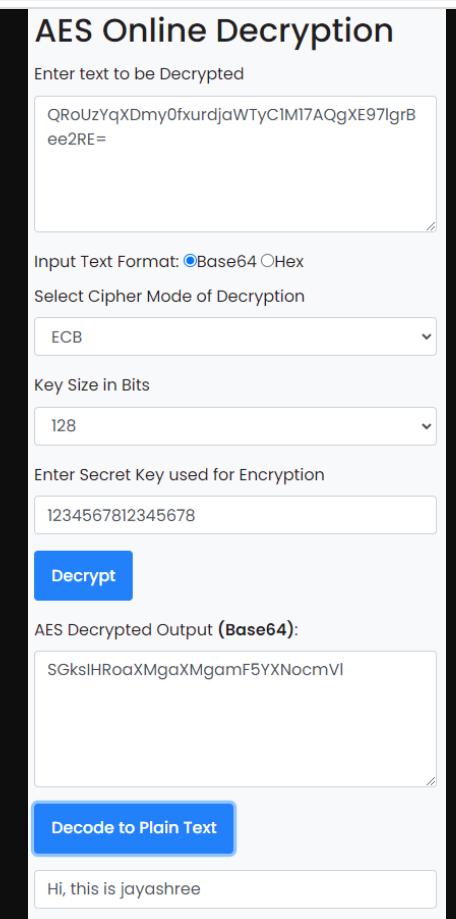 AES Online Decryption
Enter text to be Decrypted
QRoUzYqXDmy0fxurdjaWTyC1M17AQgXE97lgrB
ee2RE=
Input Text Format: Base64 Hex
Select Cipher Mode of Decryption
ECB
Key Size in Bits
128
Enter Secret Key used for Encryption
1234567812345678
Decrypt
AES Decrypted Output (Base64):
SGksIHRoaXMgaXMgamF5YXNocmVl
Decode to Plain Text
Hi, this is jayashree